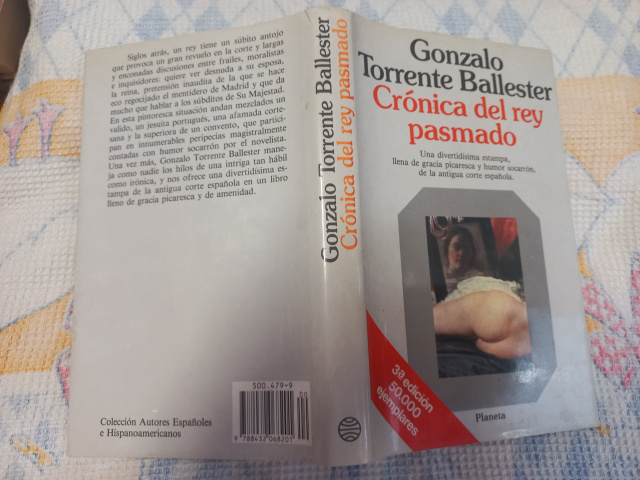 Siglos atrás, un rey tiene un súbito antojo
que provoca un gran revuelo en la corte y largas
y enconadas discusiones entre frailes, moralistas
e inquisidores: quiere ver desnuda a su esposa,
la reina, pretensión inaudita de la que se hace
eco regocijado el mentidero de Madrid y que da
mucho que hablar a los súbditos de Su Majestad.
En esta pintoresca situación andan mezclados un
valido, un jesuita portugués, una afamada corte-
sana y la superiora de un convento, que partici-
pan en innumerables peripecias magistralmente
contadas con humor socarrón por el novelista.
Una vez más, Gonzalo Torrente Ballester mane-
ja como nadie los hilos de una intriga tan hábil
como irónica, y nos ofrece una divertidísima es-
tampa de la antigua corte española en un libro
lleno de gracia picaresca y de amenidad.
Colección Autores Españoles
e Hispanoamericanos
500.479-9
00
9 788432 068201
Gonzalo Torrente Ballester
Crónica del rey pasmado
Gonzalo
Torrente Ballester
Crónica del rey
pasmado
Una divertidísima estampa,
llena de gracia picaresca y humor socarrón,
de la antigua corte española.
3a edición
50.000
ejemplares
Planeta